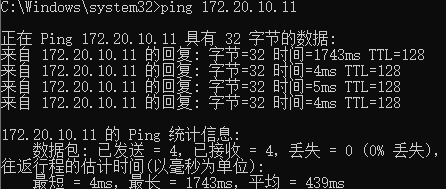 C:\Windows\system32>ping 172.20.10.11
正在 Ping 172.20.10.11 具有 32 字节的数据:
来自 172.20.10.11 的回复: 字节=32 时间=1743ms TTL=128
来自 172.20.10.11 的回复: 字节=32 时间=4ms TTL=128
来自 172.20.10.11 的回复: 字节=32 时间=5ms TTL=128
来自 172.20.10.11 的回复: 字节=32 时间=4ms TTL=128
172.20.10.11 的 Ping 统计信息:
数据包: 已发送 = 4, 已接收 = 4, 丢失 = 0 (0% 丢失),
往返行程的估计时间(以毫秒为单位):
最短 = 4ms, 最长 = 1743ms, 平均 = 439ms